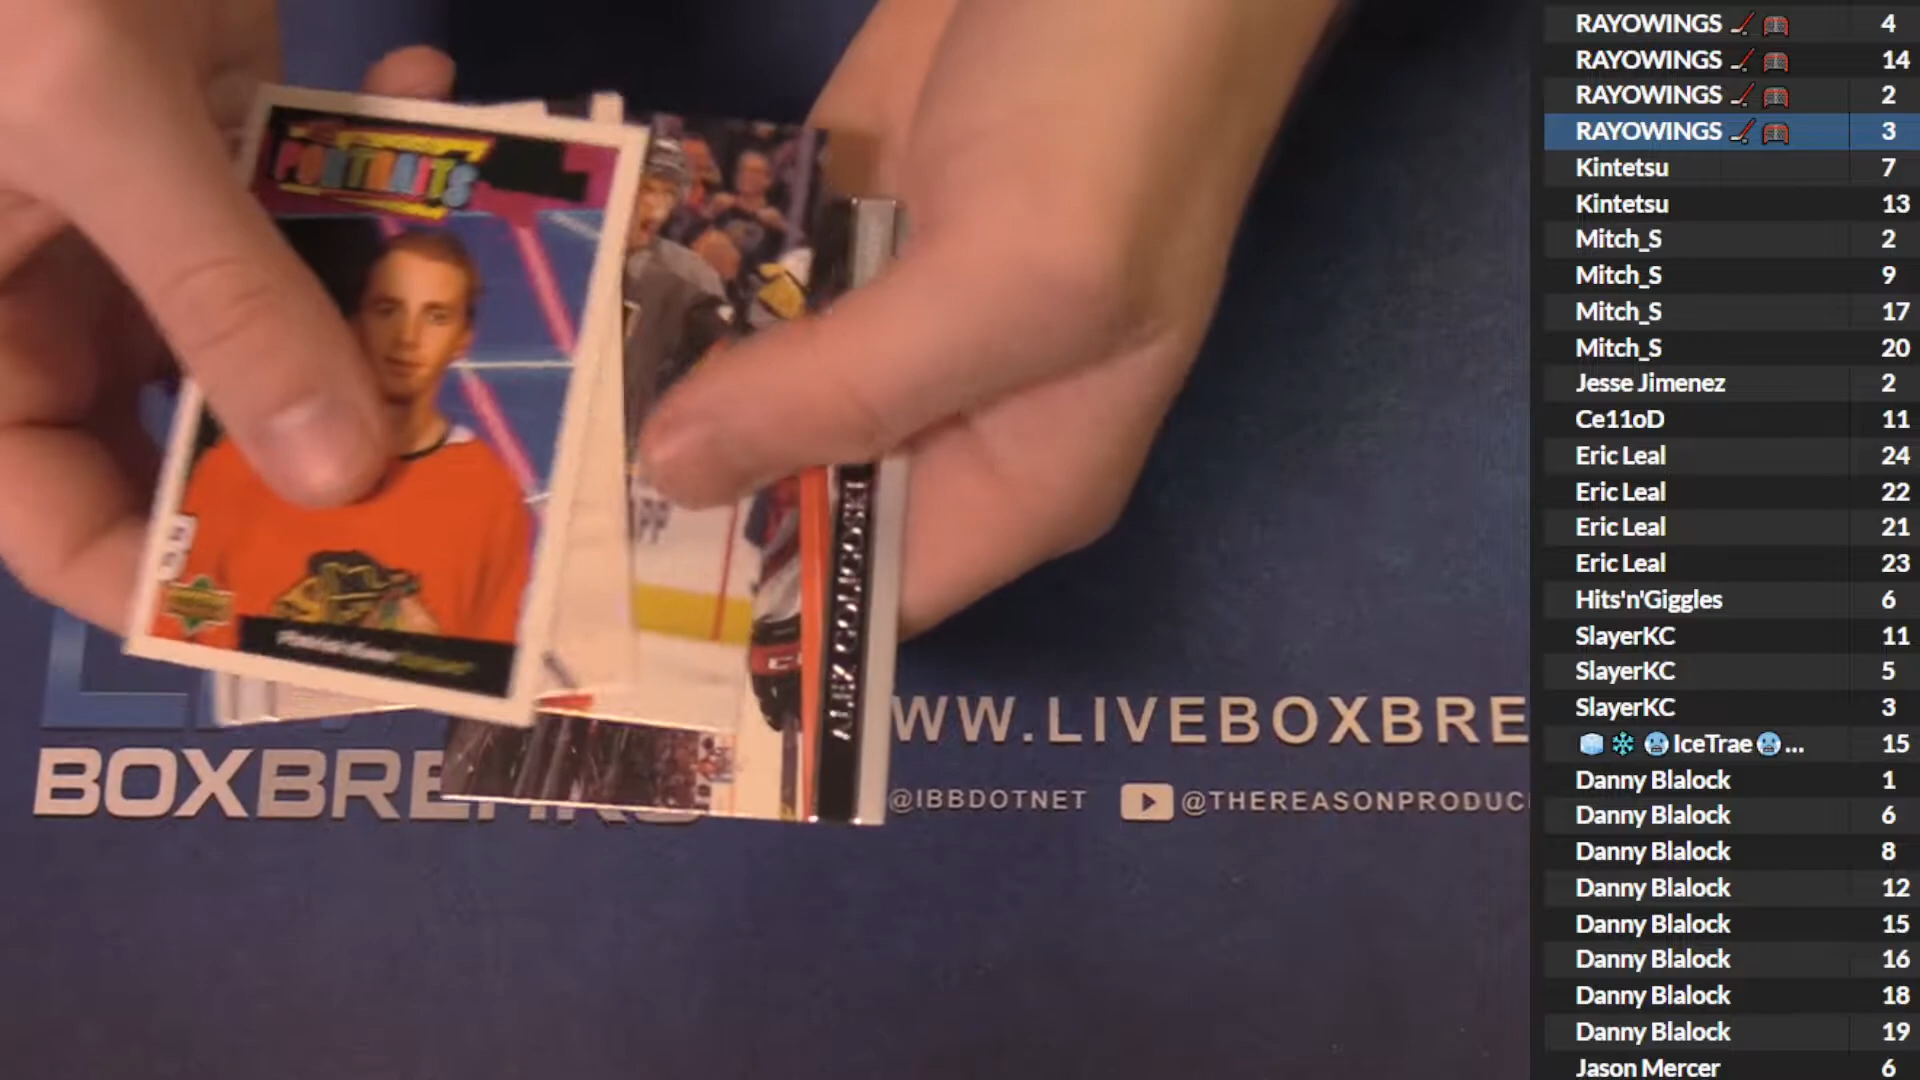 PORTRAITS
ALEX GOLIGOSKI
BOXBRE
WW.LIVEBOXBRE
@IBBDOTNET
@THEREASONPRODUC
RAYOWINGS 4
RAYOWINGS 14
RAYOWINGS 2
RAYOWINGS 3
Kintetsu 7
Kintetsu 13
Mitch_S 2
Mitch_S 9
Mitch_S 17
Mitch_S 20
Jesse Jimenez 2
Ce11oD 11
Eric Leal 24
Eric Leal 22
Eric Leal 21
Eric Leal 23
Hits'n'Giggles 6
SlayerKC 11
SlayerKC 5
SlayerKC 3
IceTrae ... 15
Danny Blalock 1
Danny Blalock 6
Danny Blalock 8
Danny Blalock 12
Danny Blalock 15
Danny Blalock 16
Danny Blalock 18
Danny Blalock 19
Jason Mercer 6